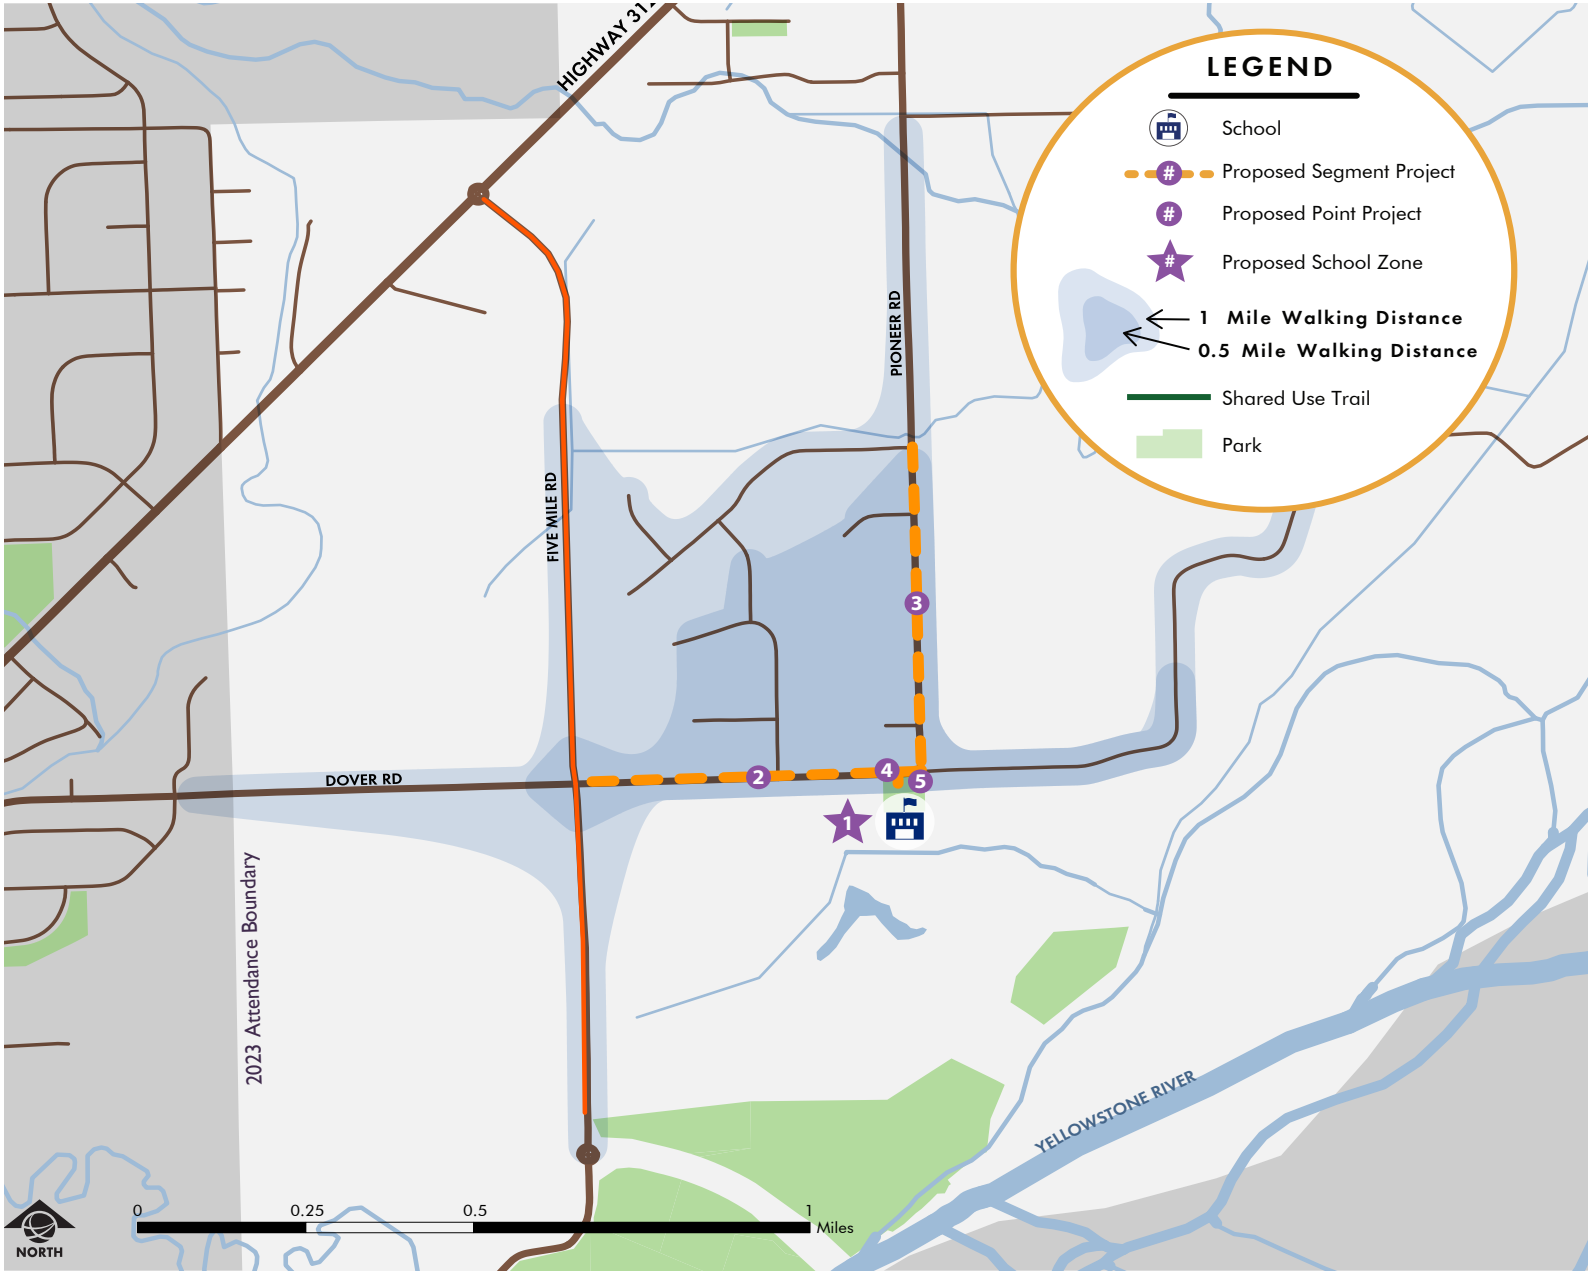 HIGHWAY 312
LEGEND
School
# Proposed Segment Project
# Proposed Point Project
# Proposed School Zone
1 Mile Walking Distance
0.5 Mile Walking Distance
Shared Use Trail
Park
PIONEER RD
FIVE MILE RD
3
DOVER RD
2
4
5
1
2023 Attendance Boundary
YELLOWSTONE RIVER
0 0.25 0.5 1
Miles
NORTH